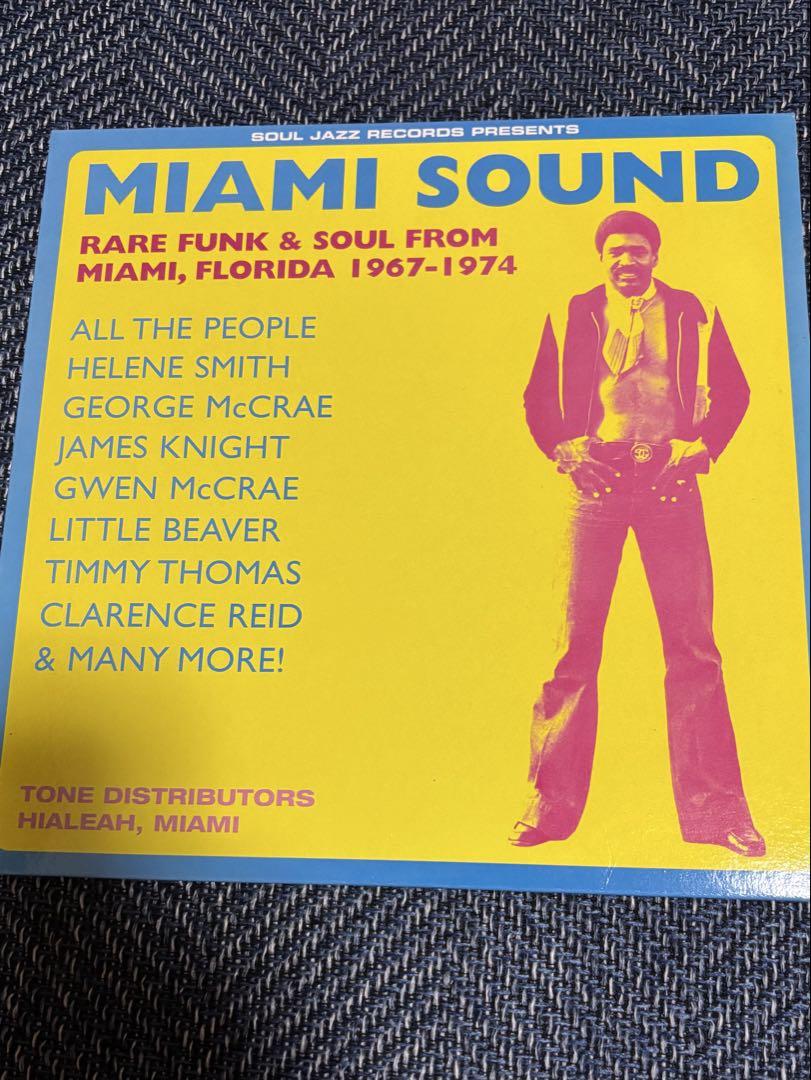 SOUL JAZZ RECORDS PRESENTS
MIAMI SOUND
RARE FUNK & SOUL FROM
MIAMI, FLORIDA 1967-1974
ALL THE PEOPLE
HELENE SMITH
GEORGE McCRAE
JAMES KNIGHT
GWEN McCRAE
LITTLE BEAVER
TIMMY THOMAS
CLARENCE REID
& MANY MORE!
TONE DISTRIBUTORS
HIALEAH, MIAMI